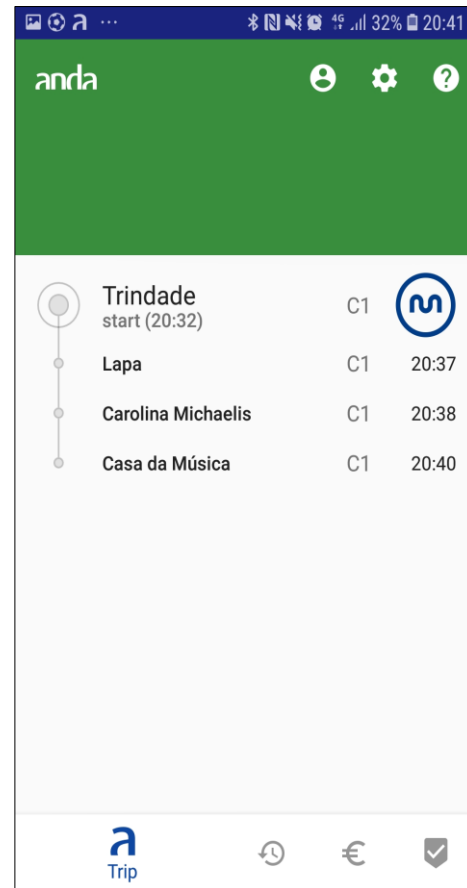 a ... 4G 32% 20:41
anda
Trindade C1
start (20:32)
Lapa C1 20:37
Carolina Michaelis C1 20:38
Casa da Música C1 20:40
a €
Trip